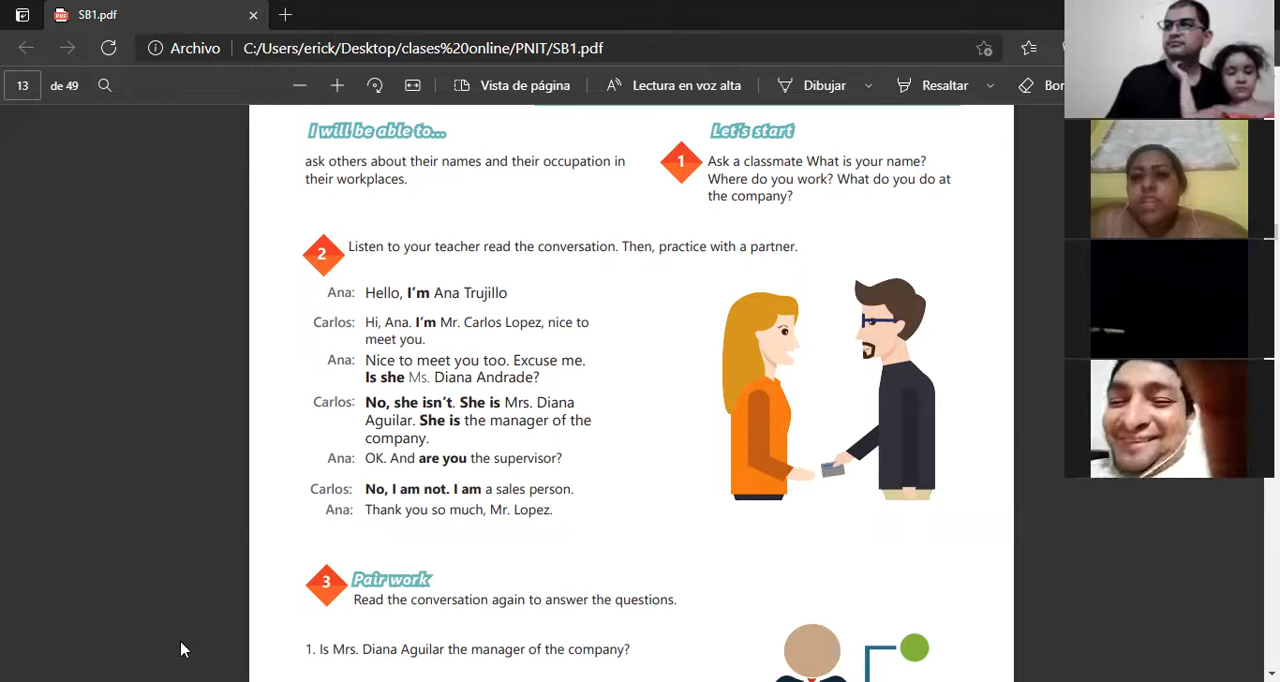 SB1.pdf
Archivo C:/Users/erick/Desktop/clases%20online/PNIT/SB1.pdf
13 de 49 Vista de página Lectura en voz alta Dibujar Resaltar Bor
I will be able to...
ask others about their names and their occupation in
their workplaces.
Let's start
1 Ask a classmate What is your name?
Where do you work? What do you do at
the company?
2 Listen to your teacher read the conversation. Then, practice with a partner.
Ana: Hello, I'm Ana Trujillo
Carlos: Hi, Ana. I'm Mr. Carlos Lopez, nice to
meet you.
Ana: Nice to meet you too. Excuse me.
Is she Ms. Diana Andrade?
Carlos: No, she isn't. She is Mrs. Diana
Aguilar. She is the manager of the
company.
Ana: OK. And are you the supervisor?
Carlos: No, I am not. I am a sales person.
Ana: Thank you so much, Mr. Lopez.
3 Pair work
Read the conversation again to answer the questions.
1. Is Mrs. Diana Aguilar the manager of the company?